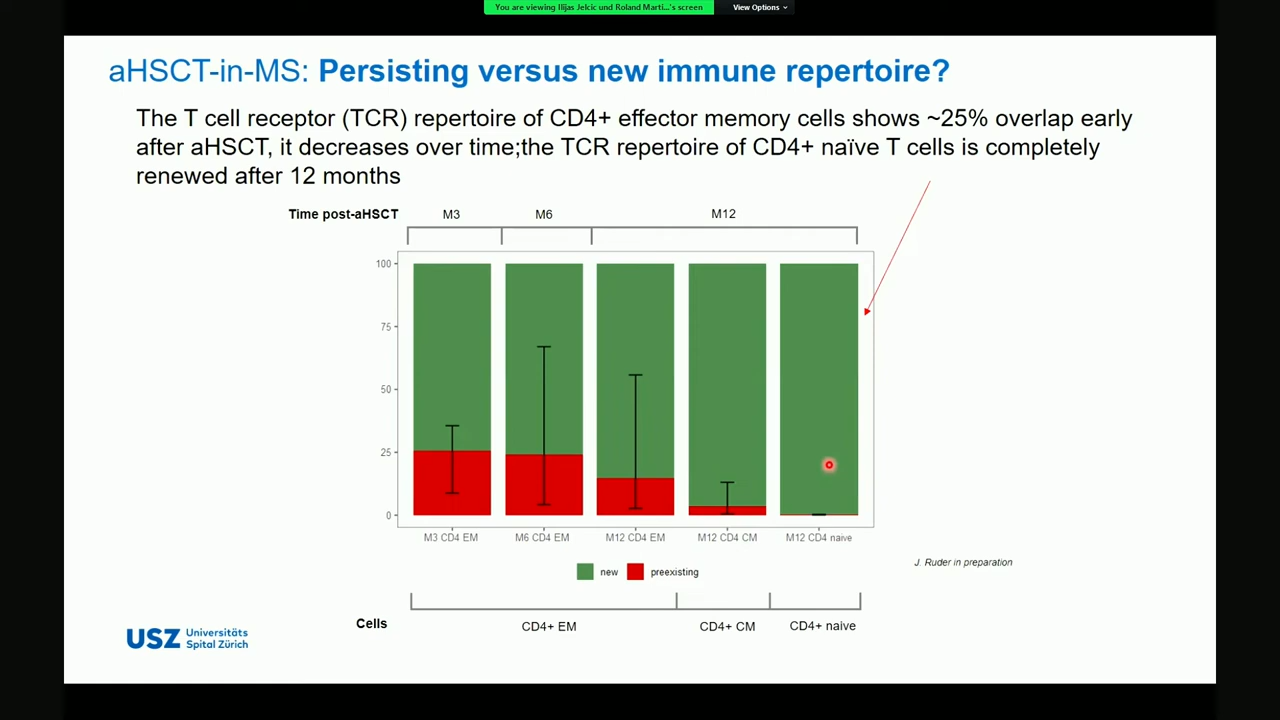 You are viewing Ilijas Jelcic und Roland Marti...'s screen
View Options
aHSCT-in-MS: Persisting versus new immune repertoire?
The T cell receptor (TCR) repertoire of CD4+ effector memory cells shows ~25% overlap early
after aHSCT, it decreases over time;the TCR repertoire of CD4+ naïve T cells is completely
renewed after 12 months
Time post-aHSCT M3 M6 M12
100
75
50
25
0
M3 CD4 EM M6 CD4 EM M12 CD4 EM M12 CD4 CM M12 CD4 naive
new preexisting
J. Ruder in preparation
Cells CD4+ EM CD4+ CM CD4+ naive
USZ Universitäts
Spital Zürich